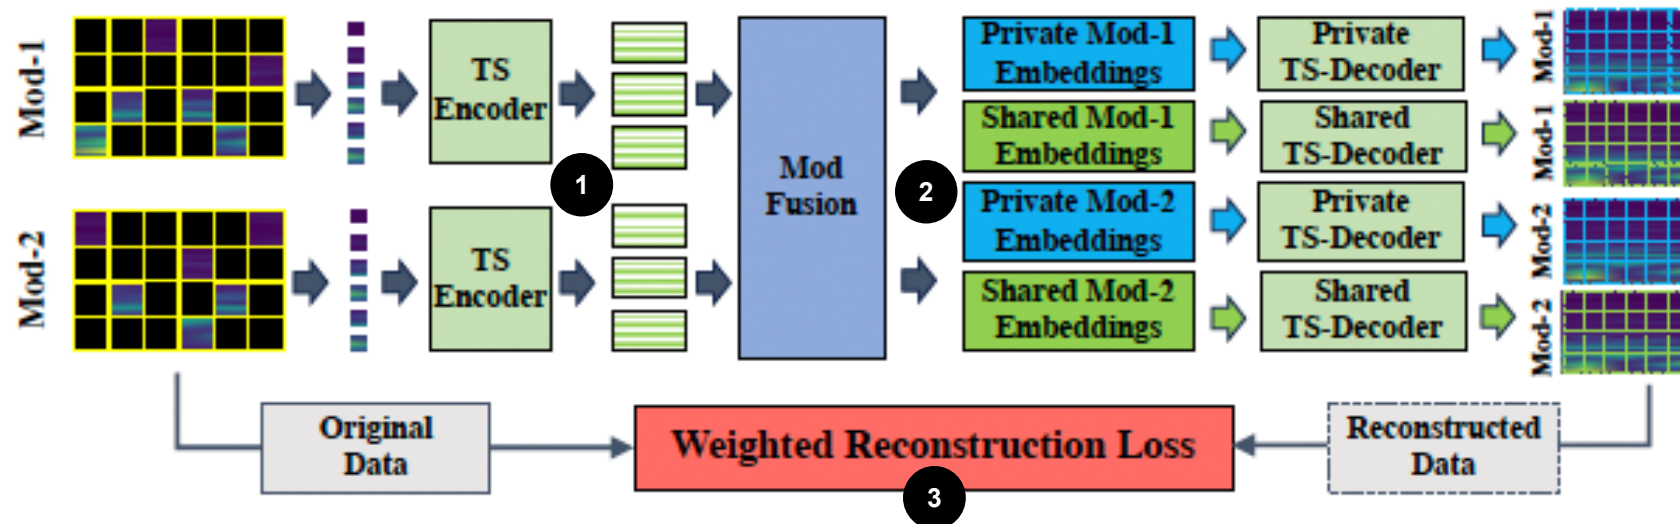 Mod-1
TS
Encoder
Mod-2
TS
Encoder
1
Mod
Fusion
2
Private Mod-1
Embeddings
Shared Mod-1
Embeddings
Private Mod-2
Embeddings
Shared Mod-2
Embeddings
Private
TS-Decoder
Shared
TS-Decoder
Private
TS-Decoder
Shared
TS-Decoder
Mod-1
Mod-1
Mod-2
Mod-2
Original
Data
Weighted Reconstruction Loss
3
Reconstructed
Data